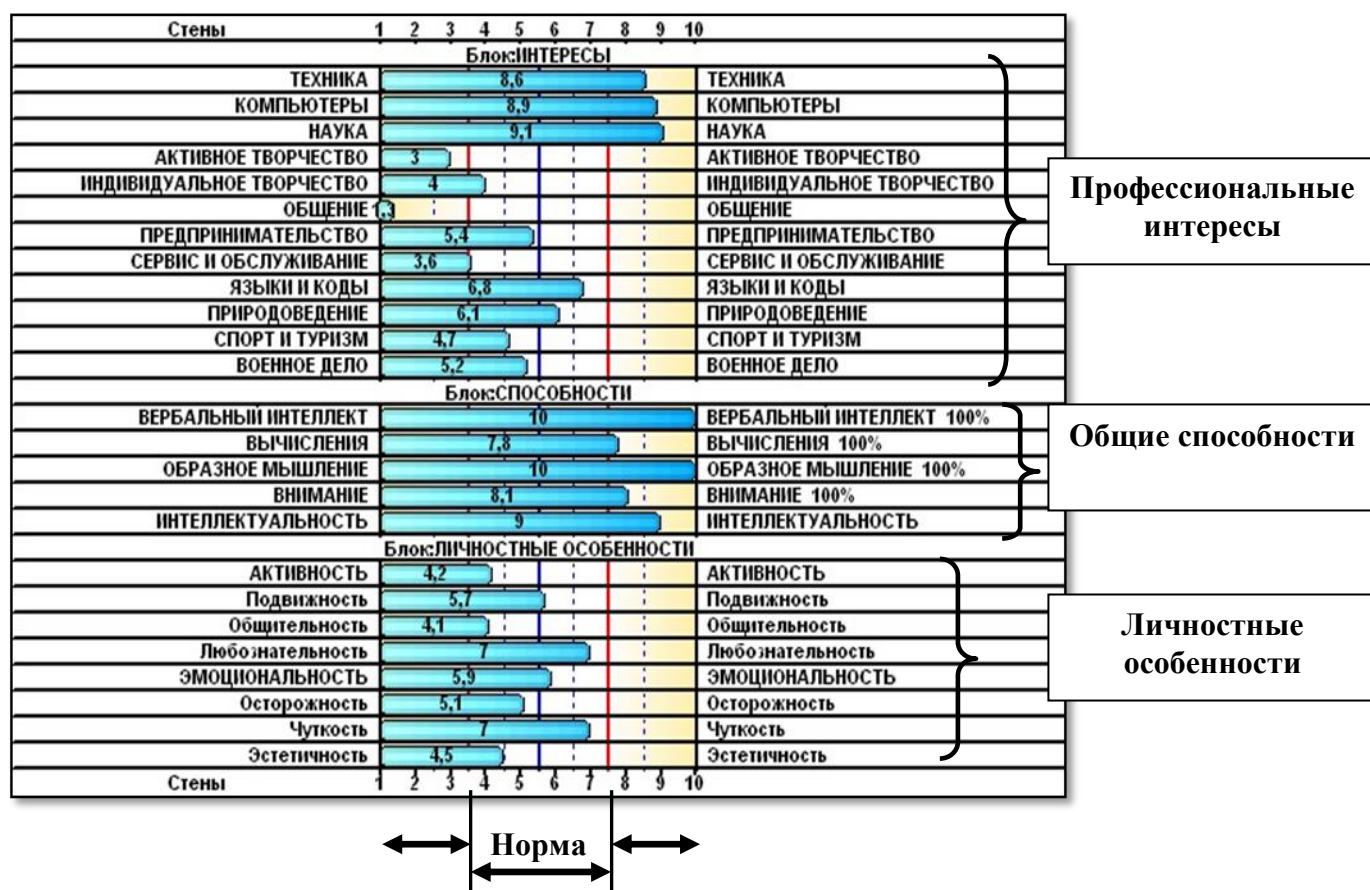 Стены 1 2 3 4 5 6 7 8 9 10
Блок:ИНТЕРЕСЫ
ТЕХНИКА 8,6 ТЕХНИКА
КОМПЬЮТЕРЫ 8,9 КОМПЬЮТЕРЫ
НАУКА 9,1 НАУКА
АКТИВНОЕ ТВОРЧЕСТВО 3 АКТИВНОЕ ТВОРЧЕСТВО
ИНДИВИДУАЛЬНОЕ ТВОРЧЕСТВО 4 ИНДИВИДУАЛЬНОЕ ТВОРЧЕСТВО
ОБЩЕНИЕ ОБЩЕНИЕ
ПРЕДПРИНИМАТЕЛЬСТВО 5,4 ПРЕДПРИНИМАТЕЛЬСТВО
СЕРВИС И ОБСЛУЖИВАНИЕ 3,6 СЕРВИС И ОБСЛУЖИВАНИЕ
ЯЗЫКИ И КОДЫ 6,8 ЯЗЫКИ И КОДЫ
ПРИРОДОВЕДЕНИЕ 6,1 ПРИРОДОВЕДЕНИЕ
СПОРТ И ТУРИЗМ 4,7 СПОРТ И ТУРИЗМ
ВОЕННОЕ ДЕЛО 5,2 ВОЕННОЕ ДЕЛО
Профессиональные
интересы
Блок:СПОСОБНОСТИ
ВЕРБАЛЬНЫЙ ИНТЕЛЛЕКТ 10 ВЕРБАЛЬНЫЙ ИНТЕЛЛЕКТ 100%
ВЫЧИСЛЕНИЯ 7,8 ВЫЧИСЛЕНИЯ 100%
ОБРАЗНОЕ МЫШЛЕНИЕ 10 ОБРАЗНОЕ МЫШЛЕНИЕ 100%
ВНИМАНИЕ 8,1 ВНИМАНИЕ 100%
ИНТЕЛЛЕКТУАЛЬНОСТЬ 9 ИНТЕЛЛЕКТУАЛЬНОСТЬ
Общие способности
Блок:ЛИЧНОСТНЫЕ ОСОБЕННОСТИ
АКТИВНОСТЬ 4,2 АКТИВНОСТЬ
Подвижность 5,7 Подвижность
Общительность 4,1 Общительность
Любознательность 7 Любознательность
ЭМОЦИОНАЛЬНОСТЬ 5,9 ЭМОЦИОНАЛЬНОСТЬ
Осторожность 5,1 Осторожность
Чуткость 7 Чуткость
Эстетичность 4,5 Эстетичность
Личностные
особенности
Стены 1 2 3 4 5 6 7 8 9 10
Норма